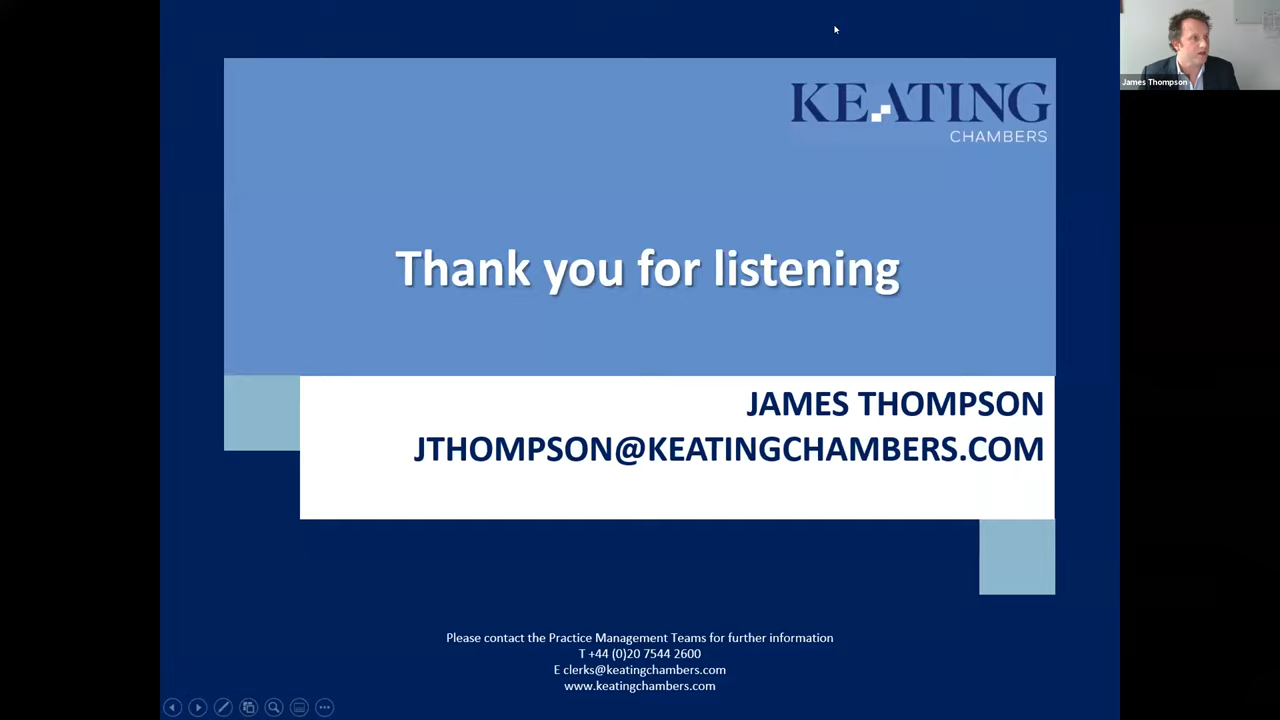 KEATING
CHAMBERS
James Thompson
Thank you for listening
JAMES THOMPSON
JTHOMPSON@KEATINGCHAMBERS.COM
Please contact the Practice Management Teams for further information
T +44 (0)20 7544 2600
E clerks@keatingchambers.com
www.keatingchambers.com